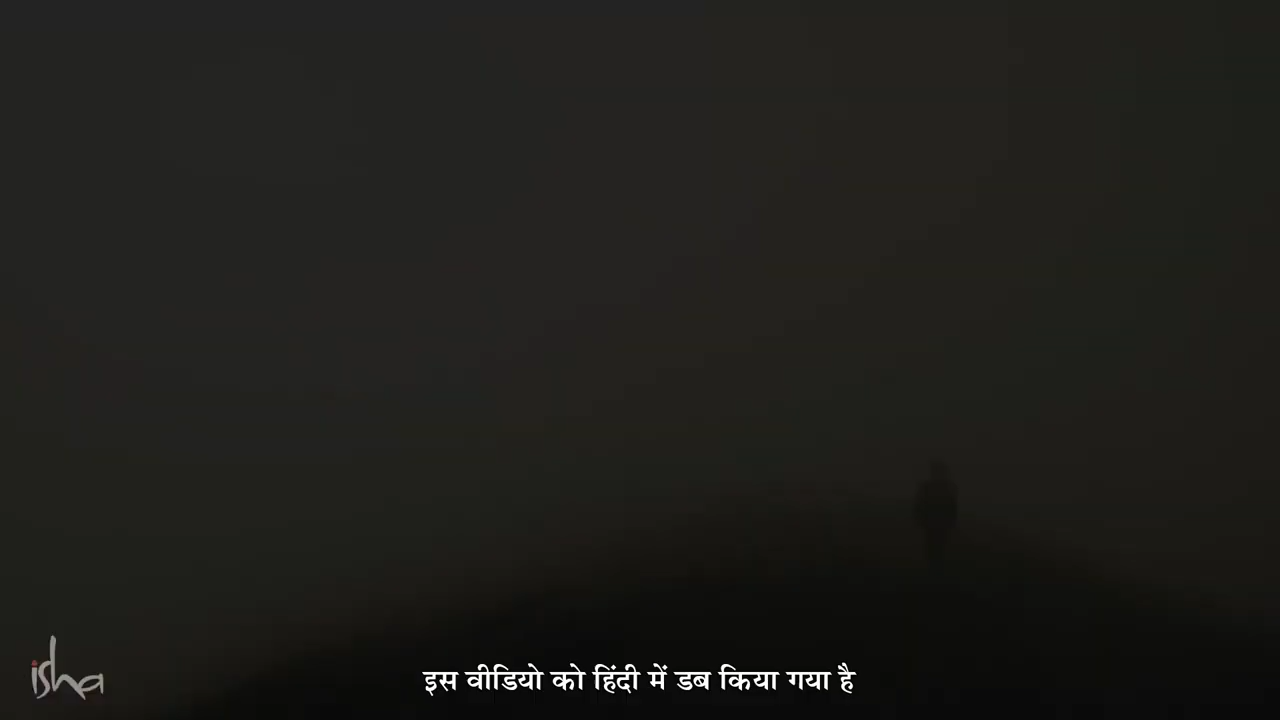 isha
इस वीडियो को हिंदी में डब किया गया है